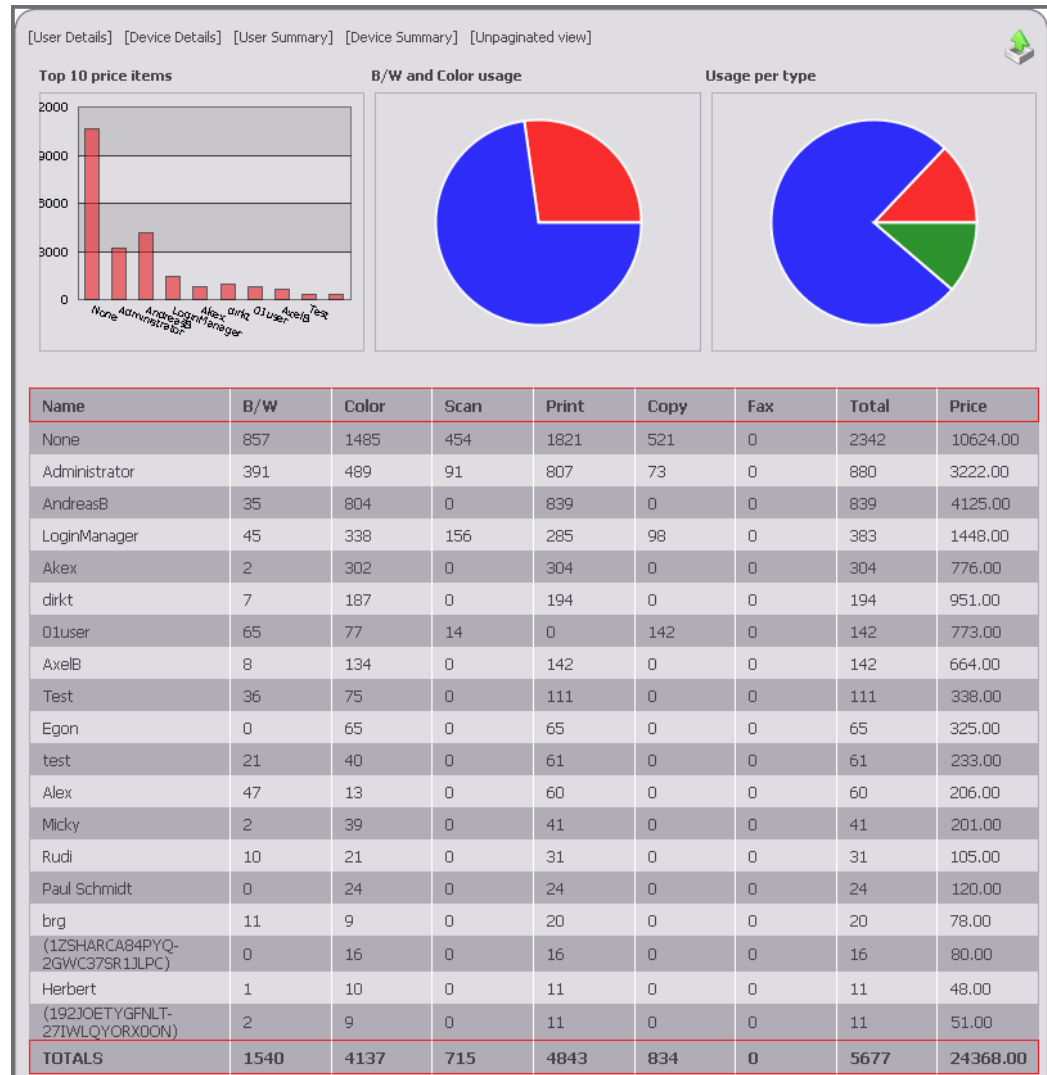 [User Details] [Device Details] [User Summary] [Device Summary] [Unpaginated view]
Top 10 price items
B/W and Color usage
Usage per type
2000
9000
6000
3000
0
None
Administrator
AndreasB
LoginManager
Akex
dirkt
01user
AxelB
Test
Name B/W Color Scan Print Copy Fax Total Price
None 857 1485 454 1821 521 0 2342 10624.00
Administrator 391 489 91 807 73 0 880 3222.00
AndreasB 35 804 0 839 0 0 839 4125.00
LoginManager 45 338 156 285 98 0 383 1448.00
Akex 2 302 0 304 0 0 304 776.00
dirkt 7 187 0 194 0 0 194 951.00
01user 65 77 14 0 142 0 142 773.00
AxelB 8 134 0 142 0 0 142 664.00
Test 36 75 0 111 0 0 111 338.00
Egon 0 65 0 65 0 0 65 325.00
test 21 40 0 61 0 0 61 233.00
Alex 47 13 0 60 0 0 60 206.00
Micky 2 39 0 41 0 0 41 201.00
Rudi 10 21 0 31 0 0 31 105.00
Paul Schmidt 0 24 0 24 0 0 24 120.00
brg 11 9 0 20 0 0 20 78.00
(1ZSHARCA84PYQ-
2GWC37SR1JLPC) 0 16 0 16 0 0 16 80.00
Herbert 1 10 0 11 0 0 11 48.00
(192JOETYGFNLT-
27IWLQYORX0ON) 2 9 0 11 0 0 11 51.00
TOTALS 1540 4137 715 4843 834 0 5677 24368.00